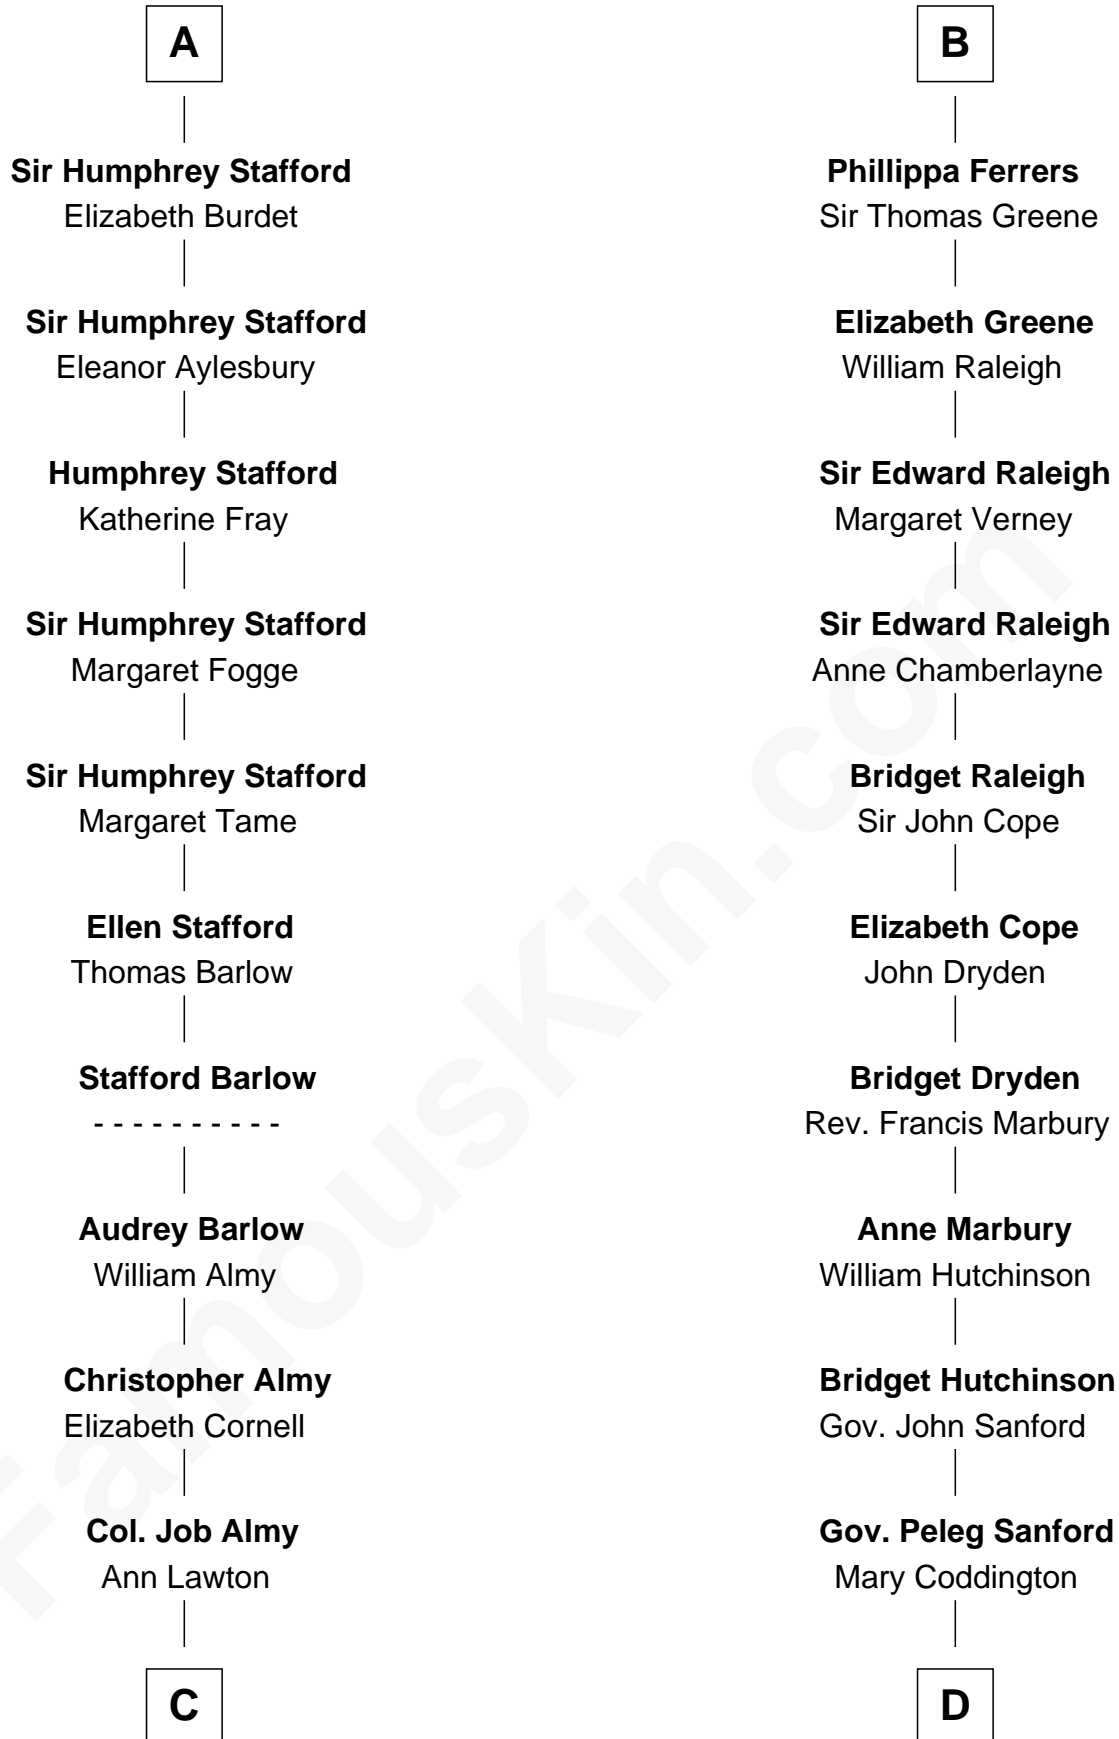 A
Sir Humphrey Stafford
Elizabeth Burdet
Sir Humphrey Stafford
Eleanor Aylesbury
Humphrey Stafford
Katherine Fray
Sir Humphrey Stafford
Margaret Fogge
Sir Humphrey Stafford
Margaret Tame
Ellen Stafford
Thomas Barlow
Stafford Barlow
- - - - - - - - - -
Audrey Barlow
William Almy
Christopher Almy
Elizabeth Cornell
Col. Job Almy
Ann Lawton
C
B
Phillippa Ferrers
Sir Thomas Greene
Elizabeth Greene
William Raleigh
Sir Edward Raleigh
Margaret Verney
Sir Edward Raleigh
Anne Chamberlayne
Bridget Raleigh
Sir John Cope
Elizabeth Cope
John Dryden
Bridget Dryden
Rev. Francis Marbury
Anne Marbury
William Hutchinson
Bridget Hutchinson
Gov. John Sanford
Gov. Peleg Sanford
Mary Coddington
D
FamousKin.com